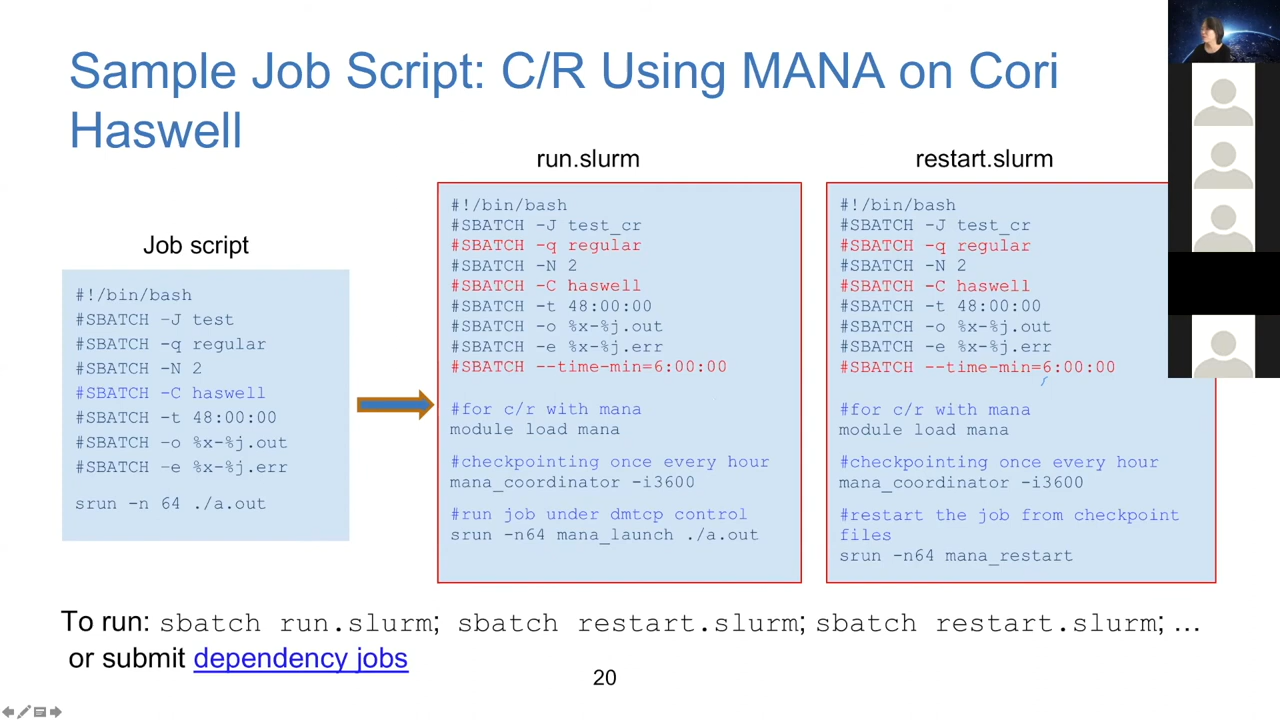 Sample Job Script: C/R Using MANA on Cori
Haswell
Job script
#!/bin/bash
#SBATCH –J test
#SBATCH -q regular
#SBATCH -N 2
#SBATCH -C haswell
#SBATCH -t 48:00:00
#SBATCH –o %x-%j.out
#SBATCH –e %x-%j.err
srun -n 64 ./a.out
run.slurm
#!/bin/bash
#SBATCH -J test_cr
#SBATCH -q regular
#SBATCH -N 2
#SBATCH -C haswell
#SBATCH -t 48:00:00
#SBATCH -o %x-%j.out
#SBATCH -e %x-%j.err
#SBATCH --time-min=6:00:00
#for c/r with mana
module load mana
#checkpointing once every hour
mana_coordinator -i3600
#run job under dmtcp control
srun -n64 mana_launch ./a.out
restart.slurm
#!/bin/bash
#SBATCH -J test_cr
#SBATCH -q regular
#SBATCH -N 2
#SBATCH -C haswell
#SBATCH -t 48:00:00
#SBATCH -o %x-%j.out
#SBATCH -e %x-%j.err
#SBATCH --time-min=6:00:00
#for c/r with mana
module load mana
#checkpointing once every hour
mana_coordinator -i3600
#restart the job from checkpoint
files
srun -n64 mana_restart
To run: sbatch run.slurm; sbatch restart.slurm; sbatch restart.slurm; …
or submit dependency jobs
20